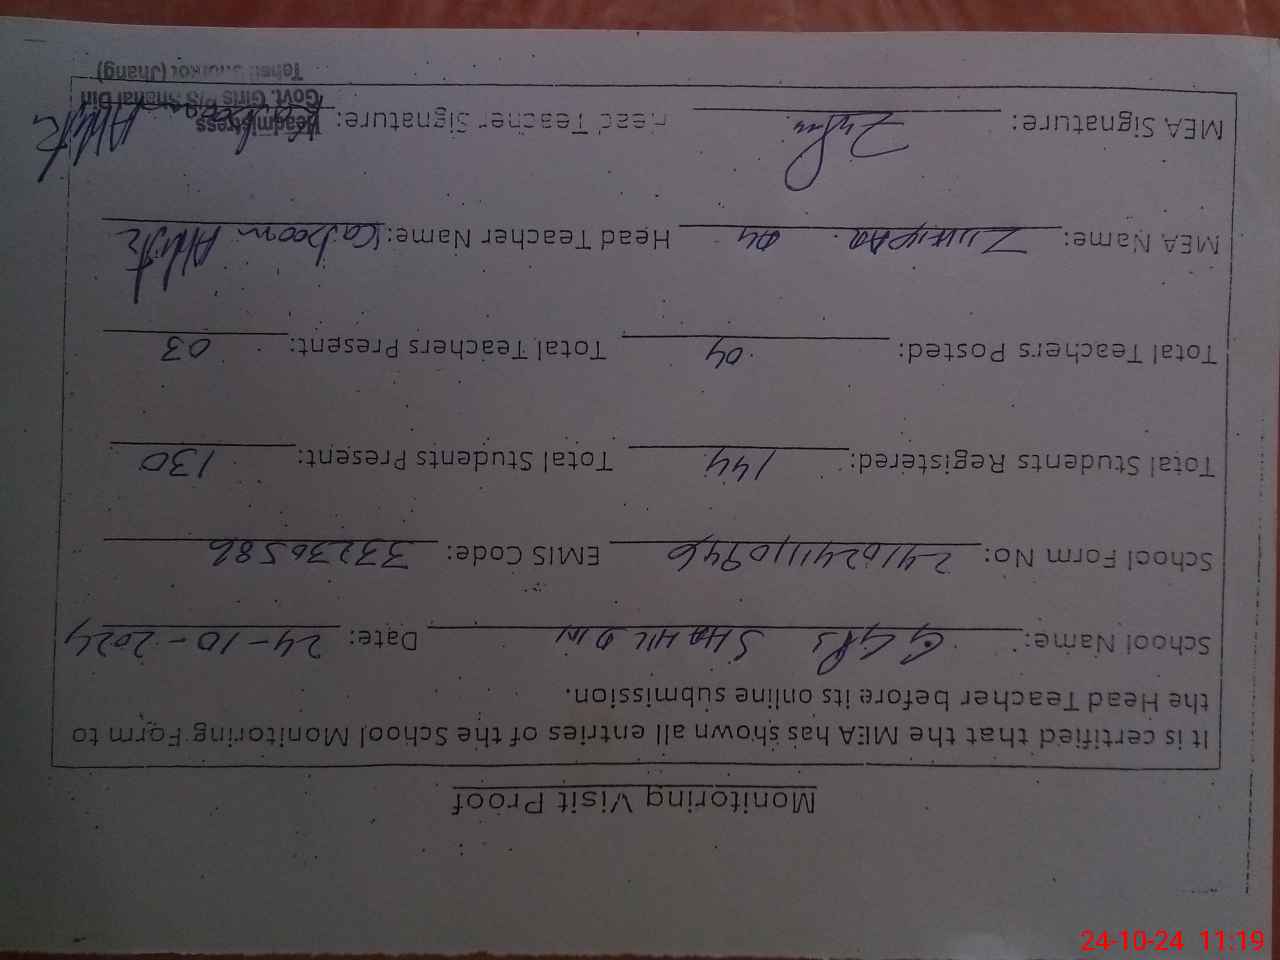 Monitoring Visit Proof
It is certified that the MEA has shown all entries of the School Monitoring Form to
the Head Teacher before its online submission.
School Name: GGPS SHAHIL DIN Date: 24-10-2024
School Form No: 241024110946 EMIS Code: 33230586
Total Students Registered: 144 Total Students Present: 130
Total Teachers Posted: 04 Total Teachers Present: 03
MEA Name: 04 Head Teacher Name:
MEA Signature: Head Teacher Signature:
Headmistress
Govt. Girls P/S Shahal Din
(Jhang)
24-10-24 11:19